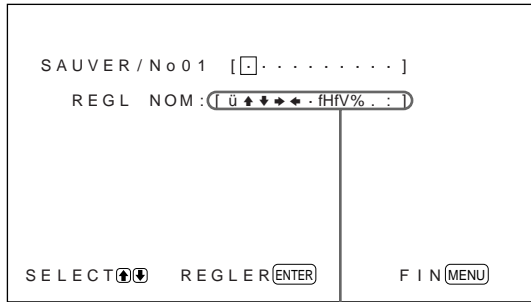 SAUVER/No01 [· · · · · · · · · ·]
REGL NOM:[ ü ↑ ↓ → ← · fHfV% . : ]
SELECT ↑ ↓ REGLER ENTER FIN MENU